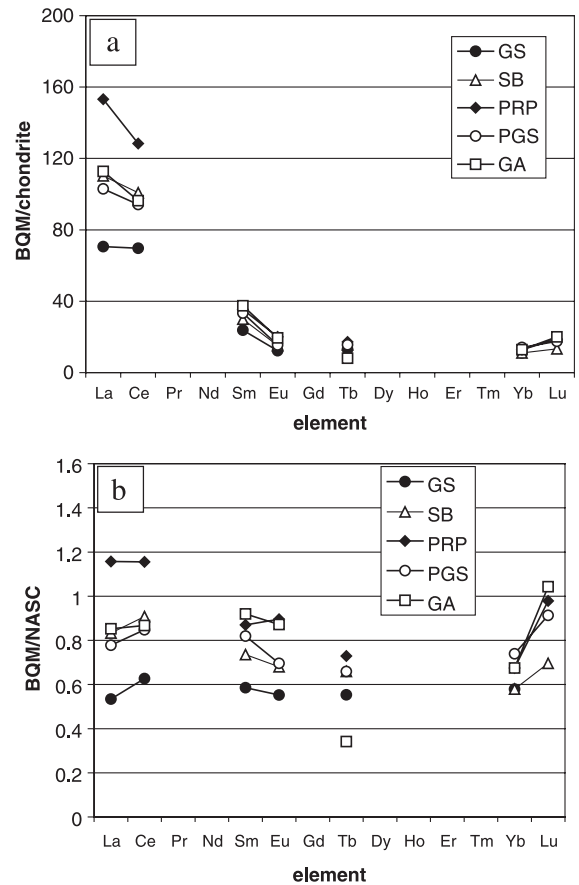 200
a
GS
SB
PRP
PGS
GA
160
120
80
40
0
BQM/chondrite
La Ce Pr Nd Sm Eu Gd Tb Dy Ho Er Tm Yb Lu
element
1.6
b
GS
SB
PRP
PGS
GA
1.4
1.2
1
0.8
0.6
0.4
0.2
0
BQM/NASC
La Ce Pr Nd Sm Eu Gd Tb Dy Ho Er Tm Yb Lu
element